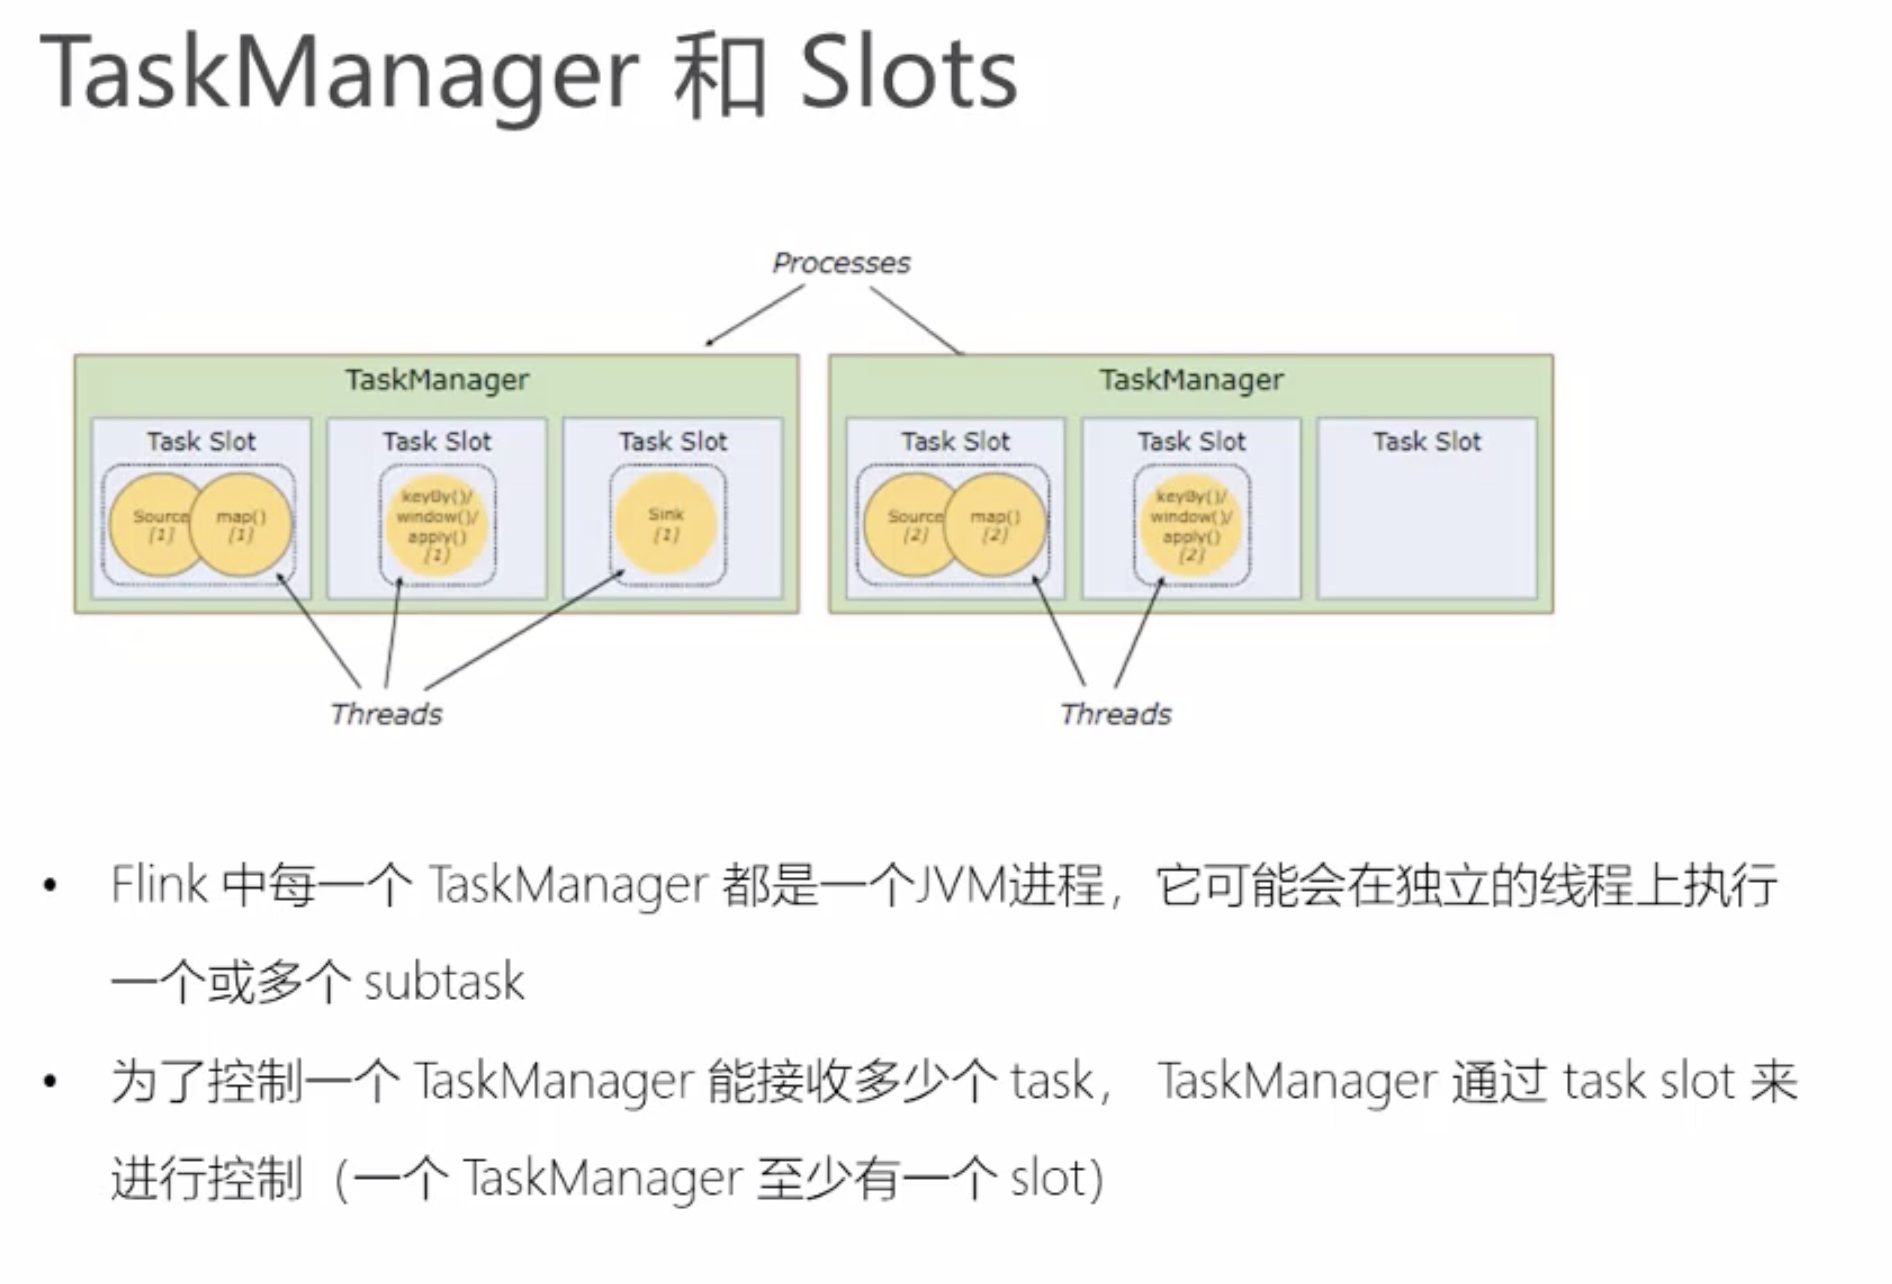 TaskManager 和 Slots
Processes
TaskManager
Task Slot
Source
[1]
map()
[1]
Task Slot
keyBy()/
window()/
apply()
[1]
Task Slot
Sink
[1]
TaskManager
Task Slot
Source
[2]
map()
[2]
Task Slot
keyBy()/
window()/
apply()
[2]
Task Slot
Threads
Threads
• Flink 中每一个 TaskManager 都是一个JVM进程，它可能会在独立的线程上执行
一个或多个 subtask
• 为了控制一个 TaskManager 能接收多少个 task， TaskManager 通过 task slot 来
进行控制（一个 TaskManager 至少有一个 slot）